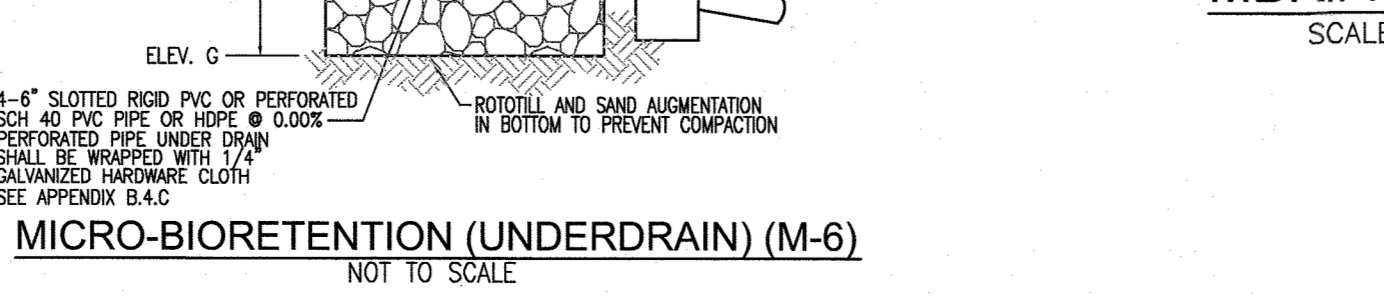 ELEV. G
4-6" SLOTTED RIGID PVC OR PERFORATED
SCH 40 PVC PIPE OR HDPE @ 0.00%
PERFORATED PIPE UNDER DRAIN
SHALL BE WRAPPED WITH 1/4"
GALVANIZED HARDWARE CLOTH
SEE APPENDIX B.4.C
ROTOTILL AND SAND AUGMENTATION
IN BOTTOM TO PREVENT COMPACTION
MICRO-BIORETENTION (UNDERDRAIN) (M-6)
NOT TO SCALE
SCALE